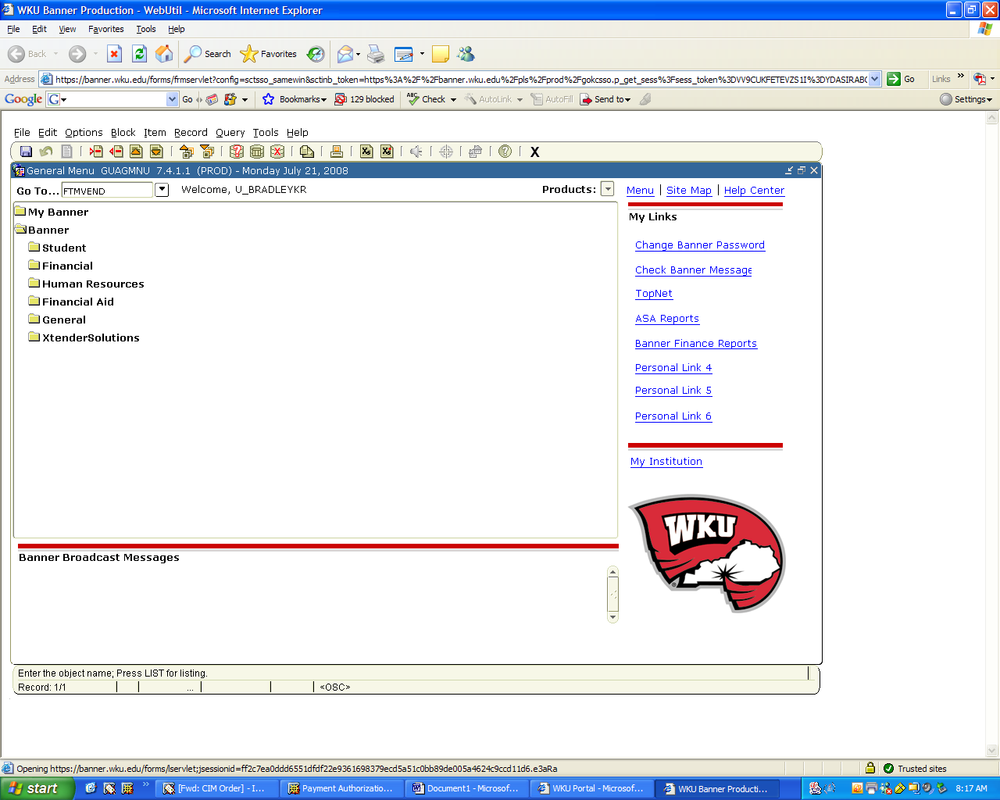 WKU Banner Production - WebUtil - Microsoft Internet Explorer
File Edit View Favorites Tools Help
Back Search Favorites
Address https://banner.wku.edu/forms/frmservlet?config=sctsso_samewin&sctinb_token=https%3A%2F%2Fbanner.wku.edu%2Fpls%2Fprod%2Fgokcsso.p_get_sess%3Fsess_token%3DVV9CUKFETEVZS1I%3DYDASIRAB Go Links »
Google G Go Bookmarks 129 blocked Check AutoLink AutoFill Send to Settings
File Edit Options Block Item Record Query Tools Help
X
General Menu GUAGMNU 7.4.1.1 (PROD) - Monday July 21, 2008
Go To... FTMVEND Welcome, U_BRADLEYKR Products: Menu | Site Map | Help Center
My Banner
Banner
Student
Financial
Human Resources
Financial Aid
General
XtenderSolutions
My Links
Change Banner Password
Check Banner Message
TopNet
ASA Reports
Banner Finance Reports
Personal Link 4
Personal Link 5
Personal Link 6
My Institution
WKU
Banner Broadcast Messages
Enter the object name; Press LIST for listing.
Record: 1/1 ... <OSC>
Opening https://banner.wku.edu/forms/lservlet;jsessionid=ff2c7ea0ddd6551dfdf22e9361698379ecd5a51c0bb89de005a4624c9ccd11d6.e3aRa Trusted sites
start » [Fwd: CIM Order] - I... Payment Authorizatio... Document1 - Microsof... WKU Portal - Microsof... WKU Banner Producti... 8:17 AM